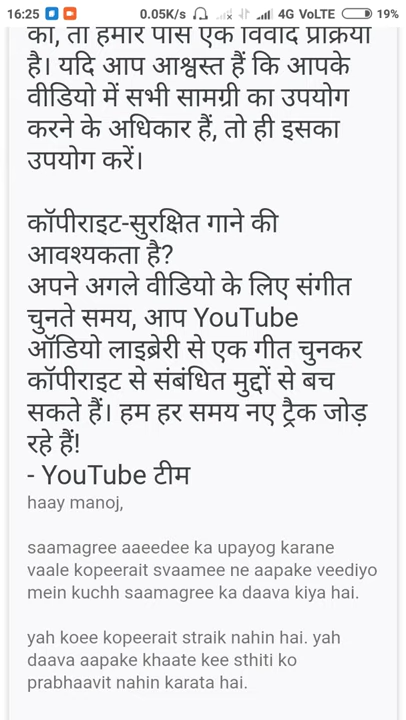 16:25 0.05K/s 4G VoLTE 19%
को, तो हमारे पास एक विवाद प्रक्रिया
है। यदि आप आश्वस्त हैं कि आपके
वीडियो में सभी सामग्री का उपयोग
करने के अधिकार हैं, तो ही इसका
उपयोग करें।
कॉपीराइट-सुरक्षित गाने की
आवश्यकता है?
अपने अगले वीडियो के लिए संगीत
चुनते समय, आप YouTube
ऑडियो लाइब्रेरी से एक गीत चुनकर
कॉपीराइट से संबंधित मुद्दों से बच
सकते हैं। हम हर समय नए ट्रैक जोड़
रहे हैं!
- YouTube टीम
haay manoj,
saamagree aaeedee ka upayog karane
vaale kopeerait svaamee ne aapake veediyo
mein kuchh saamagree ka daava kiya hai.
yah koee kopeerait straik nahin hai. yah
daava aapake khaate kee sthiti ko
prabhaavit nahin karata hai.